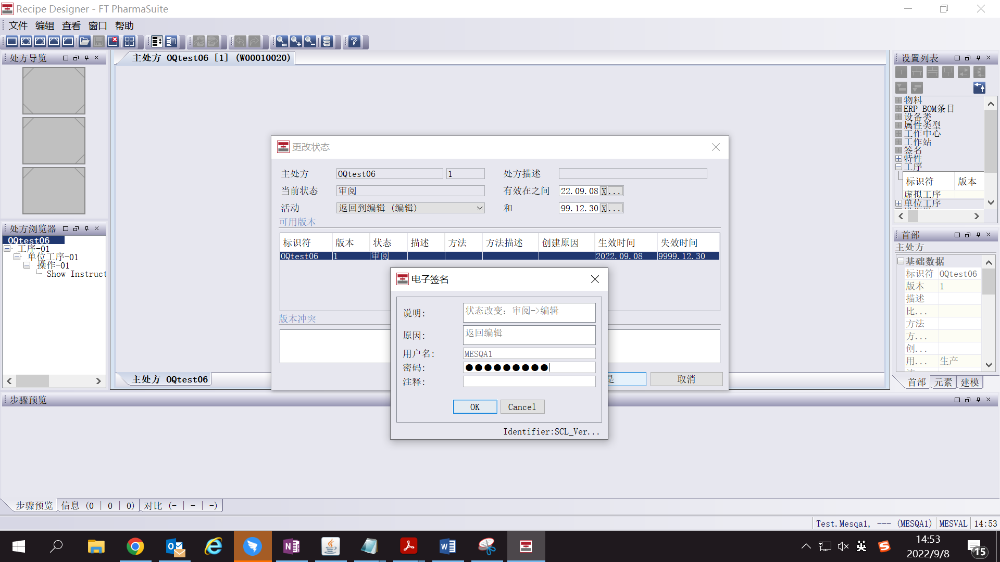 Recipe Designer - FT PharmaSuite
文件 编辑 查看 窗口 帮助
处方导览
主处方 OQtest06 [1] (W00010020)
设置列表
物料
ERP BOM条目
设备类
属性类型
工作中心
工作站
签名
特性
工序
标识符 版本
虚拟工序
单位工序
更改状态
主处方 OQtest06 1 处方描述
当前状态 审阅 有效在之间 22.09.08 X ...
活动 返回到编辑 (编辑) 和 99.12.30 X ...
可用版本
标识符 版本 状态 描述 方法 方法描述 创建原因 生效时间 失效时间
OQtest06 1 审阅 2022.09.08 9999.12.30
版本冲突
是 取消
电子签名
说明: 状态改变: 审阅->编辑
原因: 返回编辑
用户名: MESQA1
密码: ●●●●●●●●●
注释:
OK Cancel
Identifier:SCL_Ver...
处方浏览器
OQtest06
工序-01
单位工序-01
操作-01
Show Instruct
主处方 OQtest06
首部
主处方
基础数据
标识符 OQtest06
版本 1
描述
比...
方法
方...
创...
用... 生产
首部 元素 建模
步骤预览
步骤预览 信息 (0 | 0 | 0) 对比 (- | - | -)
Test.Mesqa1, --- (MESQA1) MESVAL 14:53
英
14:53
2022/9/8
15